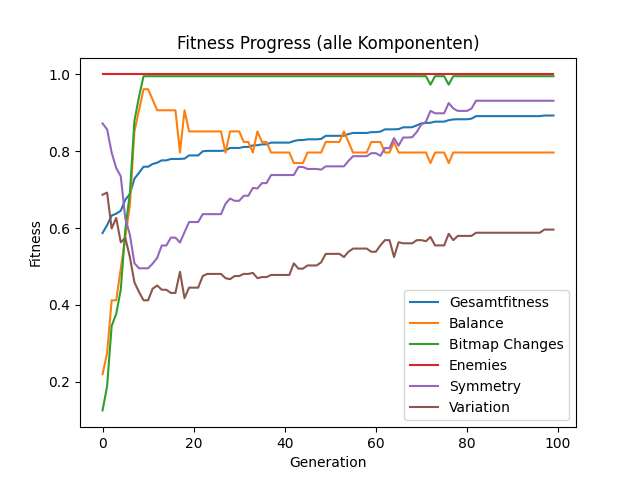 Fitness Progress (alle Komponenten)
1.0
0.8
0.6
0.4
0.2
Fitness
0 20 40 60 80 100
Generation
Gesamtfitness
Balance
Bitmap Changes
Enemies
Symmetry
Variation